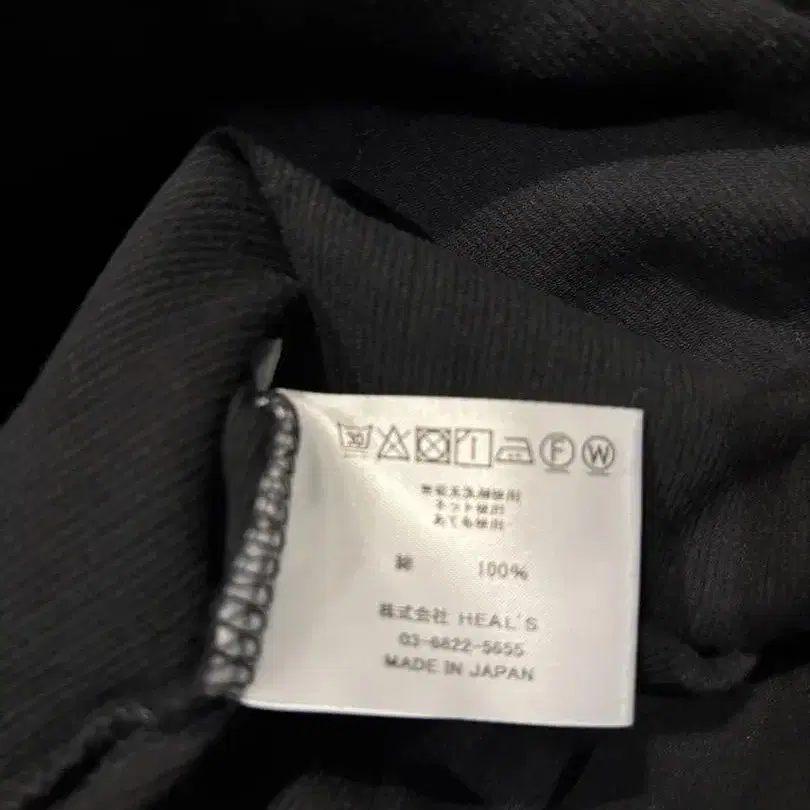 30 F W
ネット使用
あて布使用
綿 100%
株式会社 HEAL'S
03-6822-5655
MADE IN JAPAN